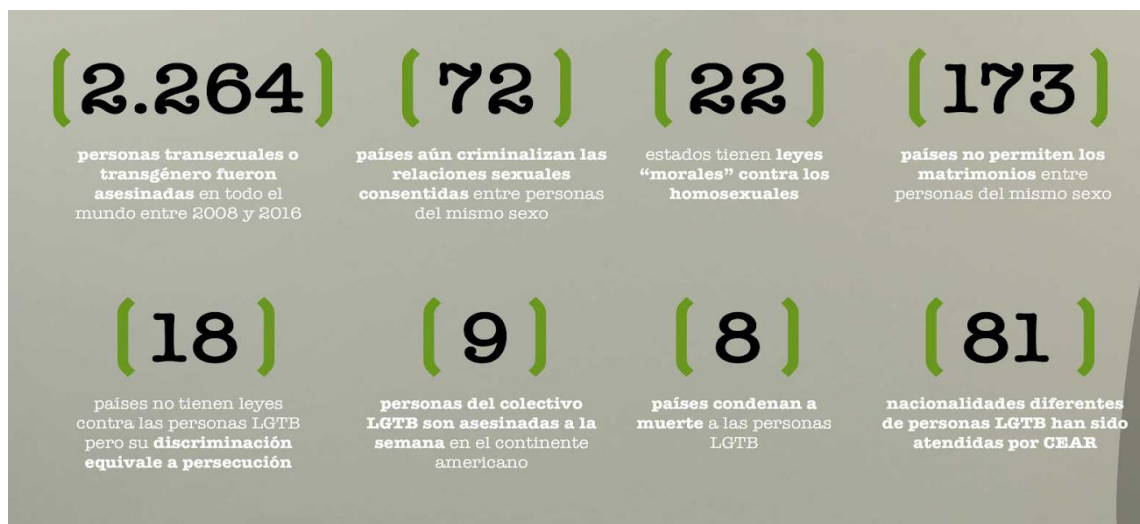 (2.264)
personas transexuales o
transgénero fueron
asesinadas en todo el
mundo entre 2008 y 2016
(72)
países aún criminalizan las
relaciones sexuales
consentidas entre personas
del mismo sexo
(22)
estados tienen leyes
“morales” contra los
homosexuales
(173)
países no permiten los
matrimonios entre
personas del mismo sexo
(18)
países no tienen leyes
contra las personas LGTB
pero su discriminación
equivale a persecución
(9)
personas del colectivo
LGTB son asesinadas a la
semana en el continente
americano
(8)
países condenan a
muerte a las personas
LGTB
(81)
nacionalidades diferentes
de personas LGTB han sido
atendidas por CEAR